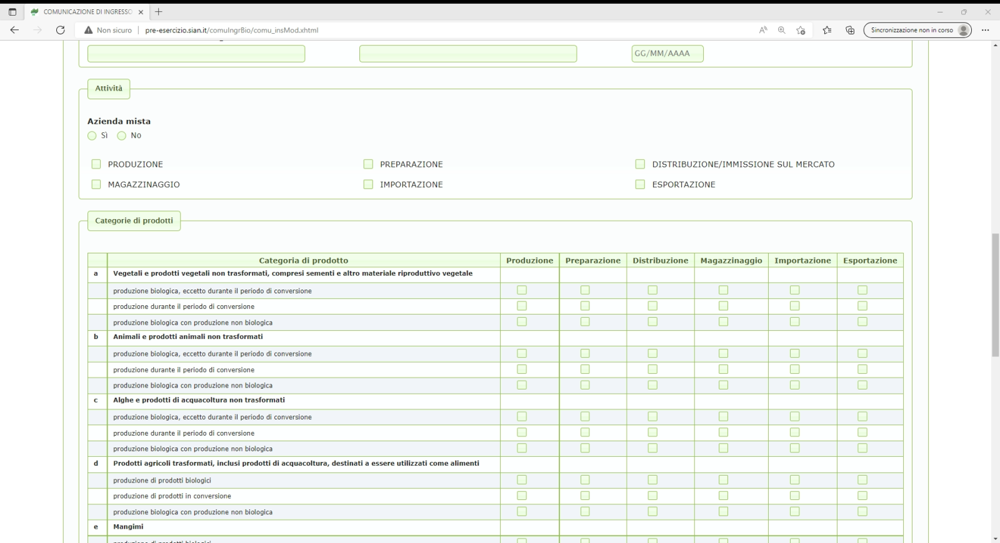 COMUNICAZIONE DI INGRESSO
Non sicuro
pre-esercizio.sian.it/comuIngrBio/comu_insMod.xhtml
Sincronizzazione non in corso
GG/MM/AAAA
Attività
Azienda mista
Sì No
PRODUZIONE PREPARAZIONE DISTRIBUZIONE/IMMISSIONE SUL MERCATO
MAGAZZINAGGIO IMPORTAZIONE ESPORTAZIONE
Categorie di prodotti
Categoria di prodotto Produzione Preparazione Distribuzione Magazzinaggio Importazione Esportazione
a Vegetali e prodotti vegetali non trasformati, compresi sementi e altro materiale riproduttivo vegetale
produzione biologica, eccetto durante il periodo di conversione
produzione durante il periodo di conversione
produzione biologica con produzione non biologica
b Animali e prodotti animali non trasformati
produzione biologica, eccetto durante il periodo di conversione
produzione durante il periodo di conversione
produzione biologica con produzione non biologica
c Alghe e prodotti di acquacoltura non trasformati
produzione biologica, eccetto durante il periodo di conversione
produzione durante il periodo di conversione
produzione biologica con produzione non biologica
d Prodotti agricoli trasformati, inclusi prodotti di acquacoltura, destinati a essere utilizzati come alimenti
produzione di prodotti biologici
produzione di prodotti in conversione
produzione biologica con produzione non biologica
e Mangimi
produzione di prodotti biologici